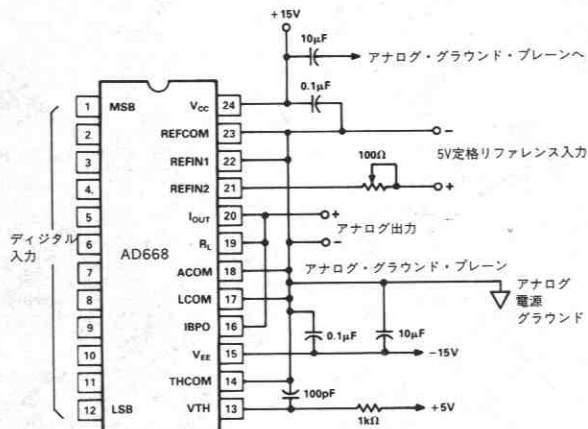 +15V
10μF
アナログ・グラウンド・プレーンへ
0.1μF
1 MSB VCC 24
2 REFCOM 23
−
3 REFIN1 22
5V定格リファレンス入力
100Ω
4. REFIN2 21
+
5 IOUT 20
+
アナログ出力
ディジタル
入力
6 RL 19
−
AD668
7 ACOM 18
アナログ・グラウンド・プレーン
8 LCOM 17
アナログ
電源
グラウンド
9 IBPO 16
0.1μF
10μF
10 VEE 15
−15V
11 THCOM 14
100pF
12 LSB VTH 13
+5V
1kΩ